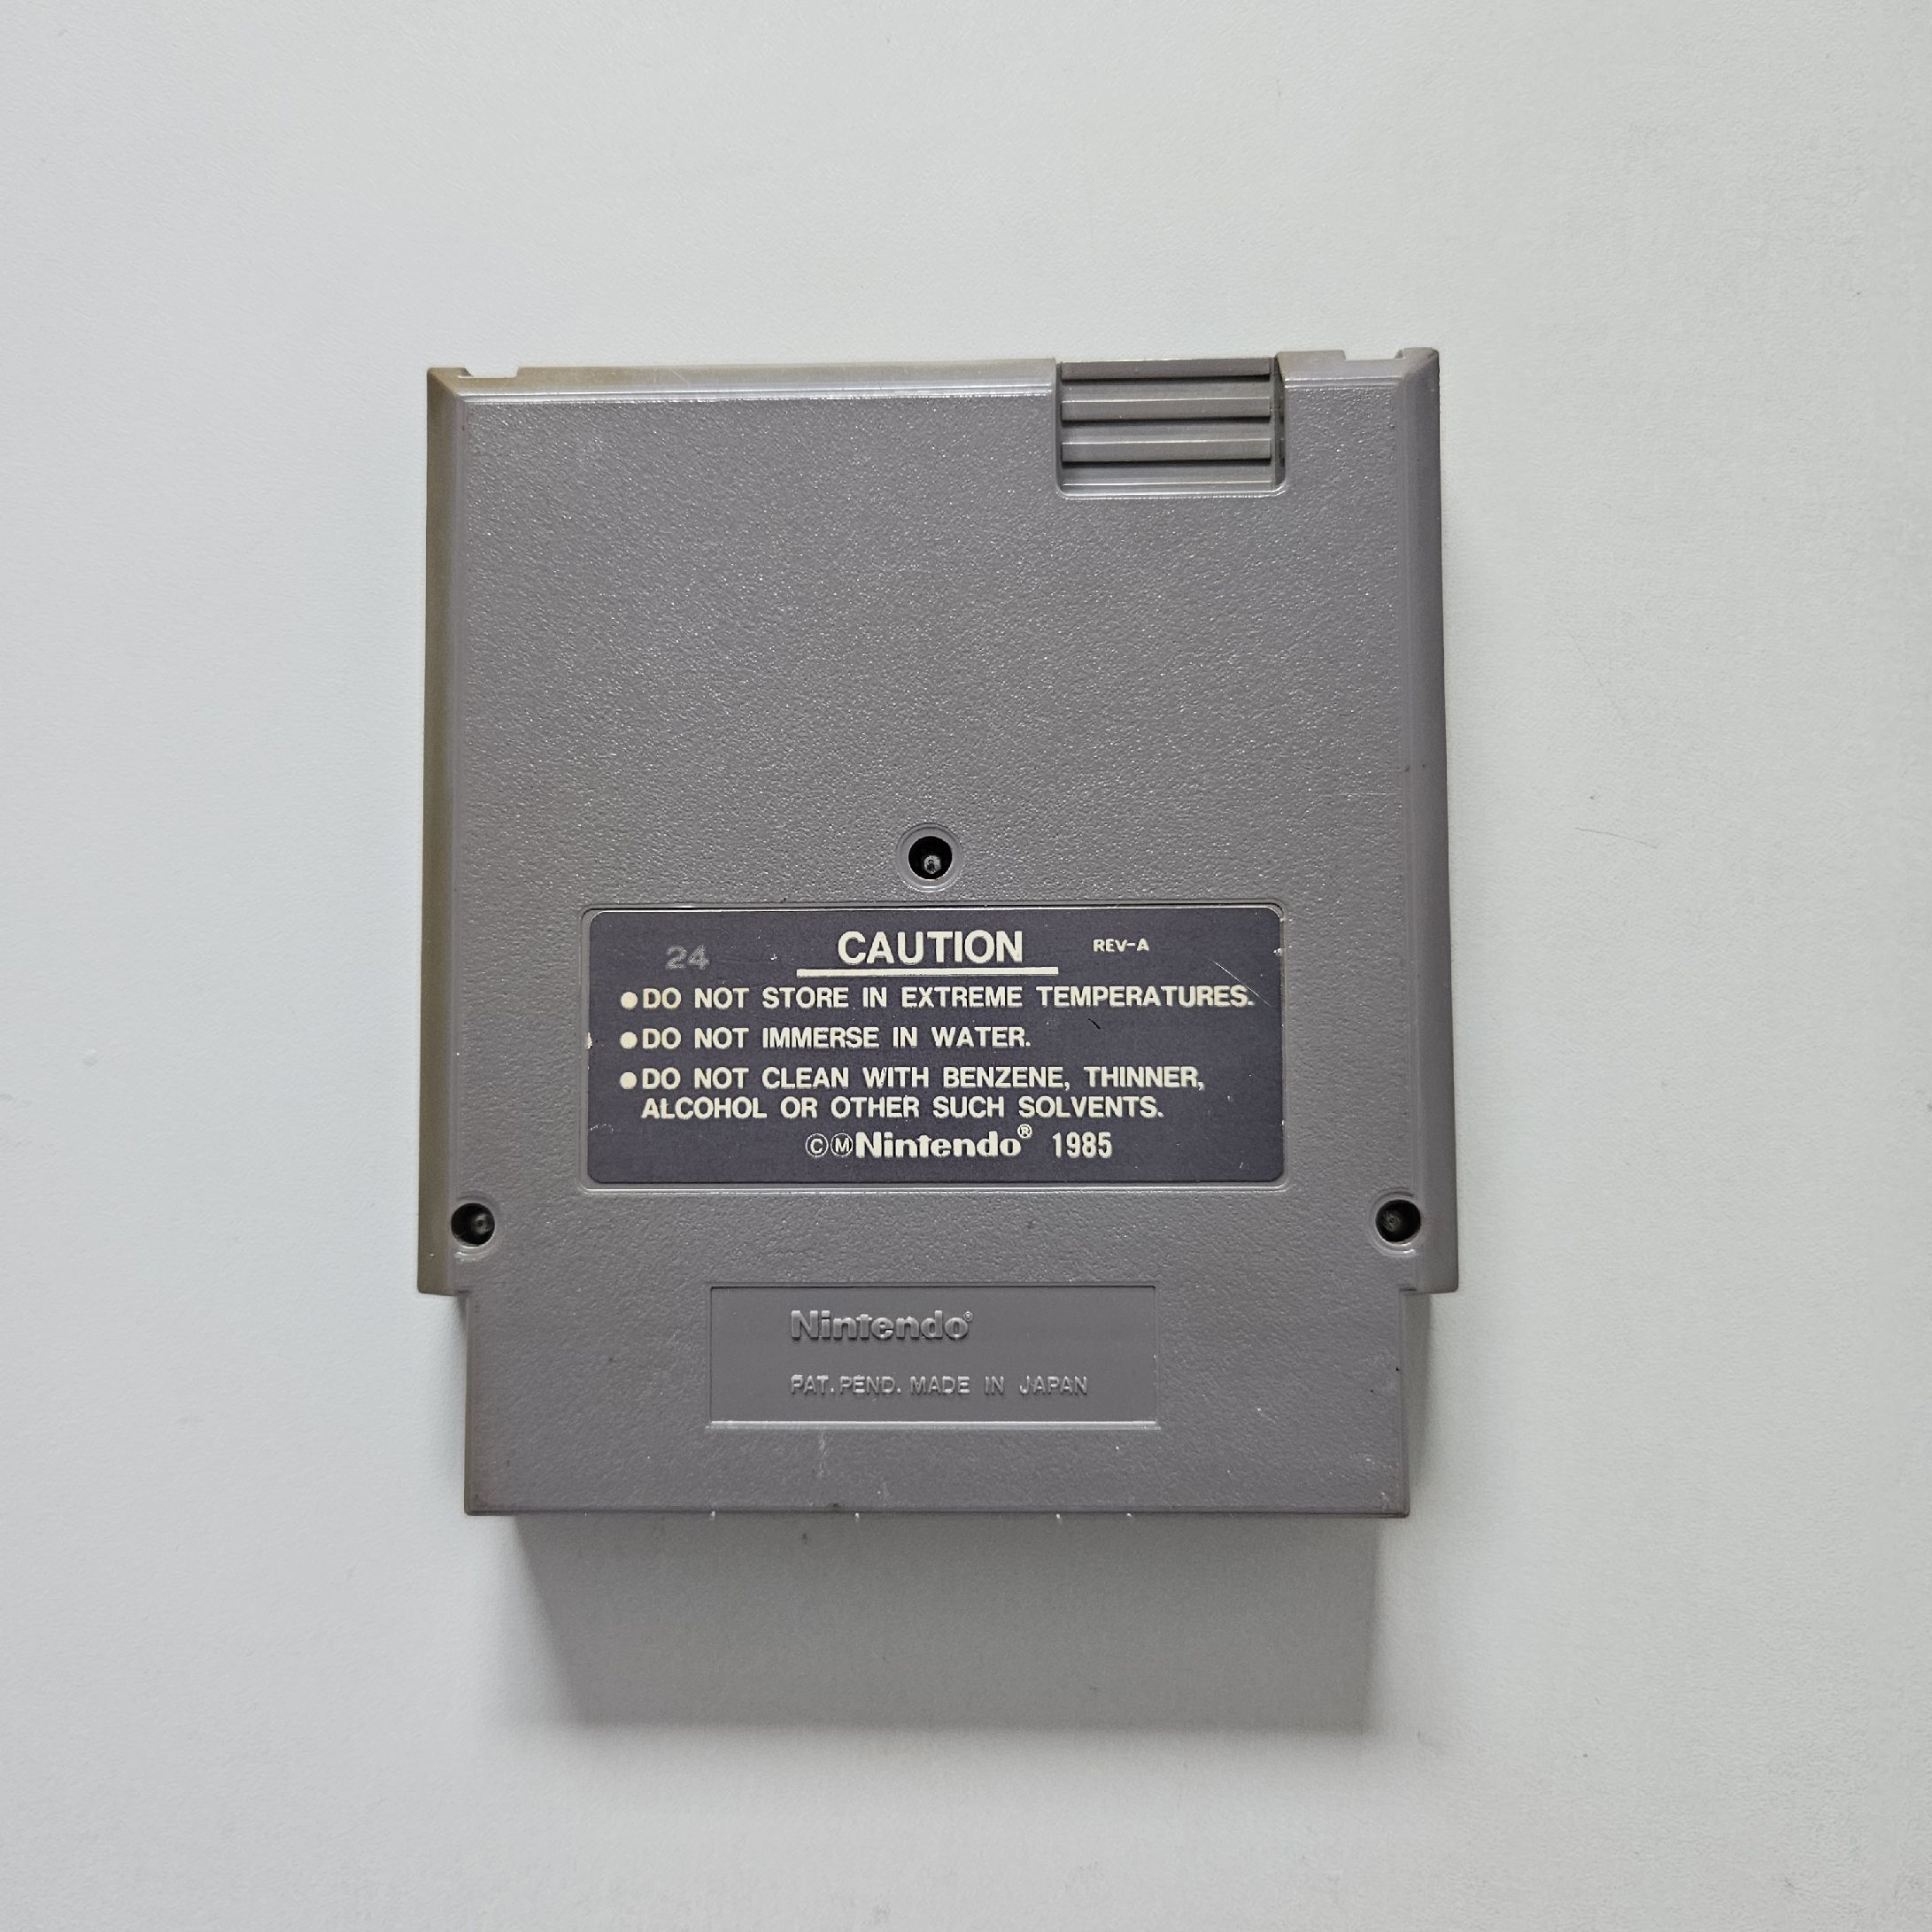 24 CAUTION REV-A
●DO NOT STORE IN EXTREME TEMPERATURES.
●DO NOT IMMERSE IN WATER.
●DO NOT CLEAN WITH BENZENE, THINNER,
ALCOHOL OR OTHER SUCH SOLVENTS.
©ⓂNintendo® 1985
Nintendo®
PAT. PEND. MADE IN JAPAN